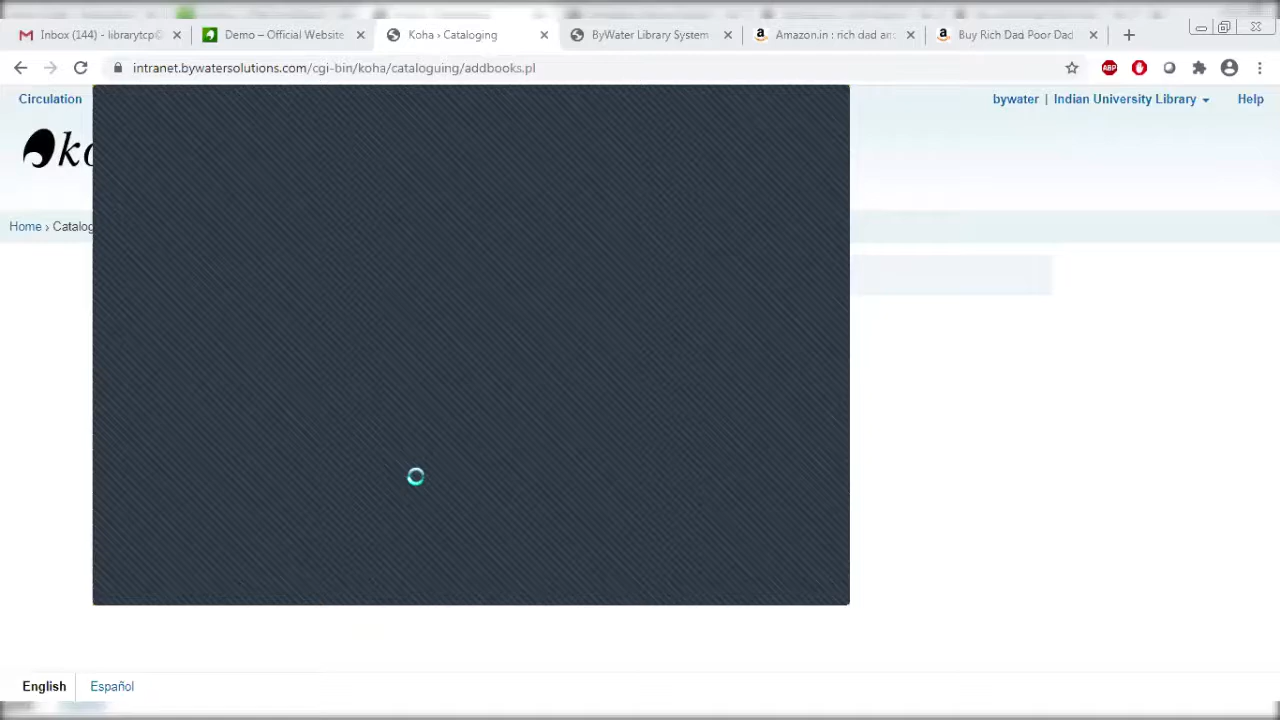 Inbox (144) - librarytcp@
Demo – Official Website
Koha › Cataloging
ByWater Library System
Amazon.in : rich dad an
Buy Rich Dad Poor Dad
intranet.bywatersolutions.com/cgi-bin/koha/cataloguing/addbooks.pl
ABP
Circulation
bywater | Indian University Library
Help
ko
Home › Catalog
English
Español